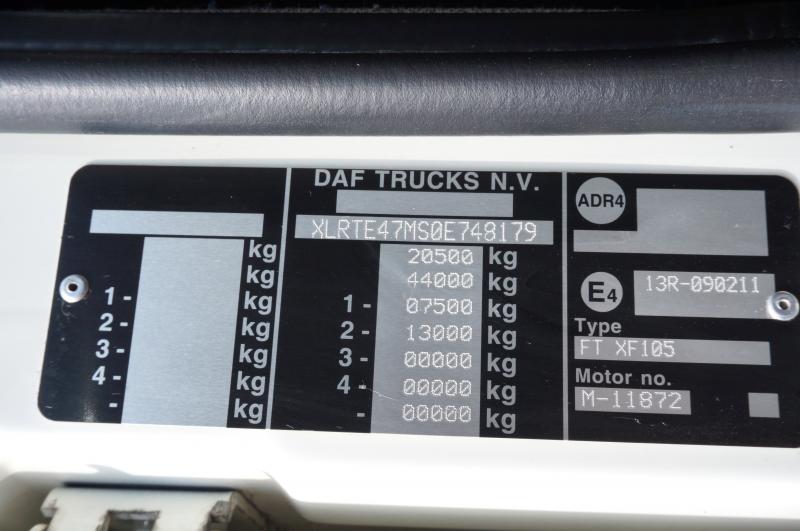 kg
kg
1- kg
2- kg
3- kg
4- kg
- kg
DAF TRUCKS N.V.
XLRTE47MS0E748179
20500 kg
44000 kg
1- 07500 kg
2- 13000 kg
3- 00000 kg
4- 00000 kg
- 00000 kg
ADR4
E4 13R-090211
Type
FT XF105
Motor no.
M-11872